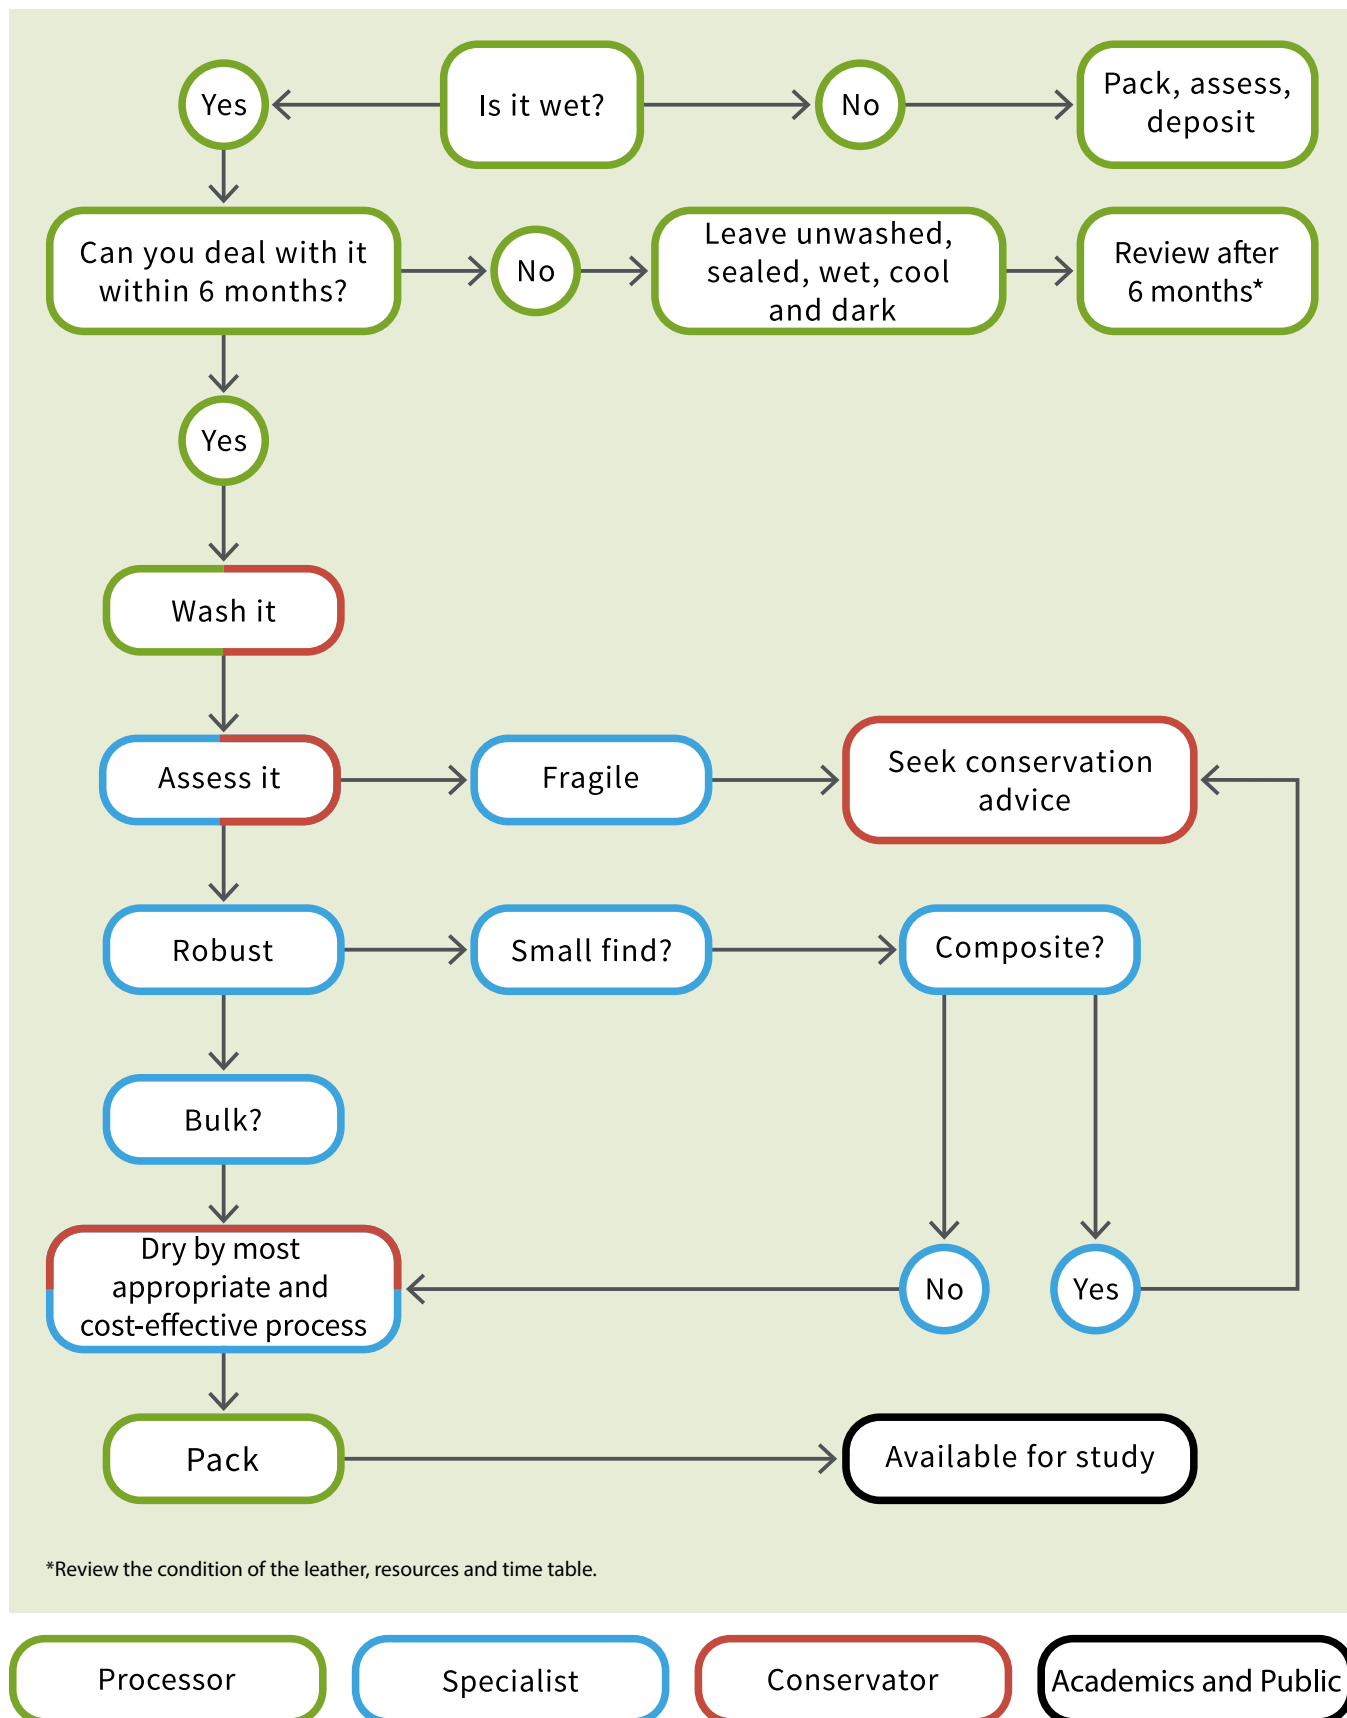 Yes
Is it wet?
No
Pack, assess,
deposit
Can you deal with it
within 6 months?
No
Leave unwashed,
sealed, wet, cool
and dark
Review after
6 months*
Yes
Wash it
Assess it
Fragile
Seek conservation
advice
Robust
Small find?
Composite?
Bulk?
Dry by most
appropriate and
cost-effective process
No
Yes
Pack
Available for study
*Review the condition of the leather, resources and time table.
Processor
Specialist
Conservator
Academics and Public